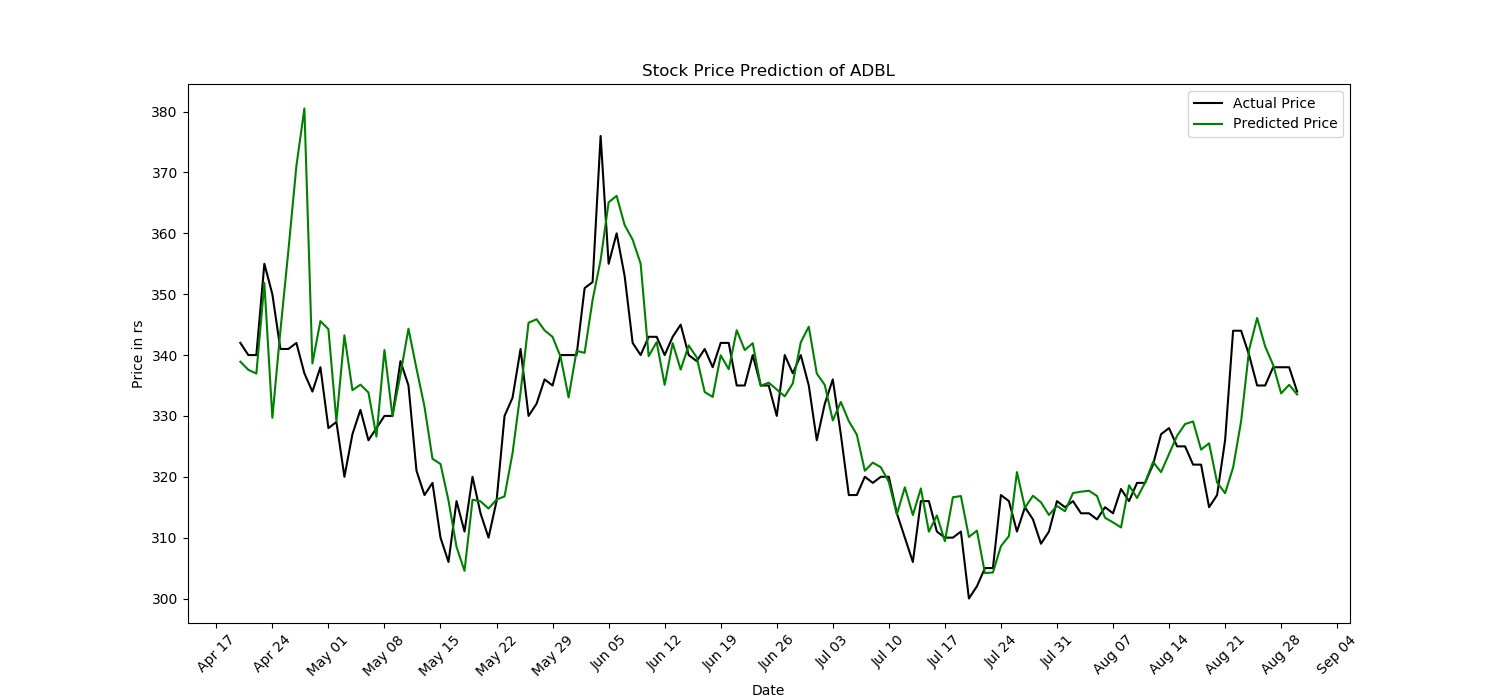 Stock Price Prediction of ADBL
Actual Price
Predicted Price
Price in rs
380
370
360
350
340
330
320
310
300
Apr 17
Apr 24
May 01
May 08
May 15
May 22
May 29
Jun 05
Jun 12
Jun 19
Jun 26
Jul 03
Jul 10
Jul 17
Jul 24
Jul 31
Aug 07
Aug 14
Aug 21
Aug 28
Sep 04
Date